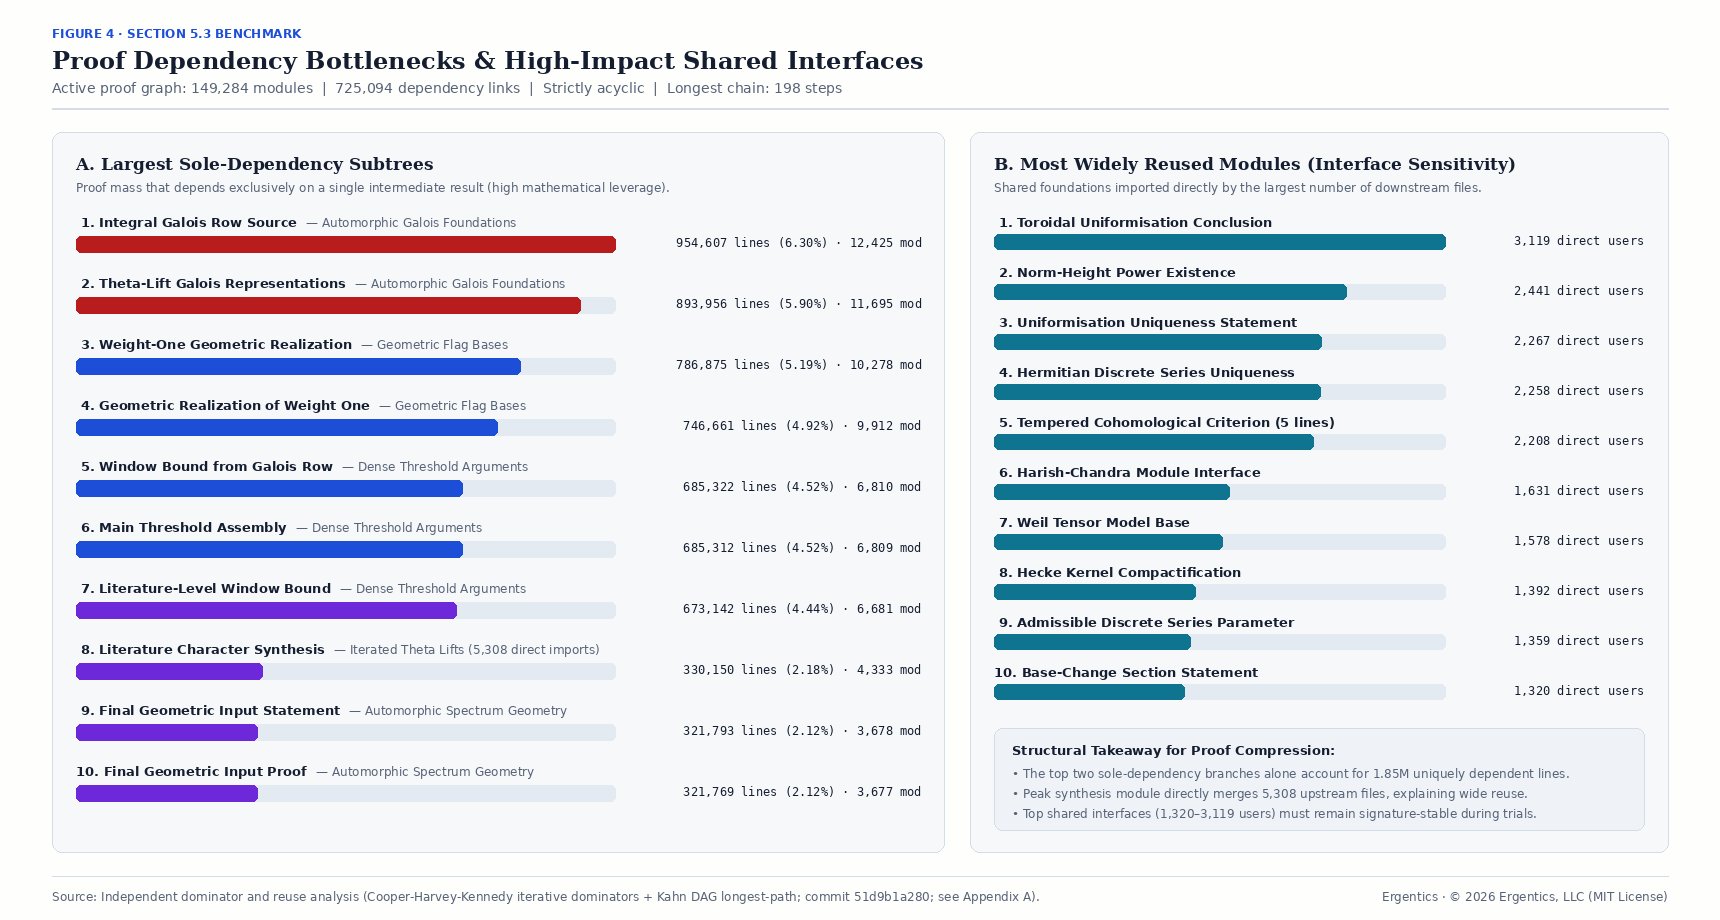 FIGURE 4 · SECTION 5.3 BENCHMARK
Proof Dependency Bottlenecks & High-Impact Shared Interfaces
Active proof graph: 149,284 modules | 725,094 dependency links | Strictly acyclic | Longest chain: 198 steps
A. Largest Sole-Dependency Subtrees
Proof mass that depends exclusively on a single intermediate result (high mathematical leverage).
1. Integral Galois Row Source — Automorphic Galois Foundations
954,607 lines (6.30%) · 12,425 mod
2. Theta-Lift Galois Representations — Automorphic Galois Foundations
893,956 lines (5.90%) · 11,695 mod
3. Weight-One Geometric Realization — Geometric Flag Bases
786,875 lines (5.19%) · 10,278 mod
4. Geometric Realization of Weight One — Geometric Flag Bases
746,661 lines (4.92%) · 9,912 mod
5. Window Bound from Galois Row — Dense Threshold Arguments
685,322 lines (4.52%) · 6,810 mod
6. Main Threshold Assembly — Dense Threshold Arguments
685,312 lines (4.52%) · 6,809 mod
7. Literature-Level Window Bound — Dense Threshold Arguments
673,142 lines (4.44%) · 6,681 mod
8. Literature Character Synthesis — Iterated Theta Lifts (5,308 direct imports)
330,150 lines (2.18%) · 4,333 mod
9. Final Geometric Input Statement — Automorphic Spectrum Geometry
321,793 lines (2.12%) · 3,678 mod
10. Final Geometric Input Proof — Automorphic Spectrum Geometry
321,769 lines (2.12%) · 3,677 mod
B. Most Widely Reused Modules (Interface Sensitivity)
Shared foundations imported directly by the largest number of downstream files.
1. Toroidal Uniformisation Conclusion
3,119 direct users
2. Norm-Height Power Existence
2,441 direct users
3. Uniformisation Uniqueness Statement
2,267 direct users
4. Hermitian Discrete Series Uniqueness
2,258 direct users
5. Tempered Cohomological Criterion (5 lines)
2,208 direct users
6. Harish-Chandra Module Interface
1,631 direct users
7. Weil Tensor Model Base
1,578 direct users
8. Hecke Kernel Compactification
1,392 direct users
9. Admissible Discrete Series Parameter
1,359 direct users
10. Base-Change Section Statement
1,320 direct users
Structural Takeaway for Proof Compression:
• The top two sole-dependency branches alone account for 1.85M uniquely dependent lines.
• Peak synthesis module directly merges 5,308 upstream files, explaining wide reuse.
• Top shared interfaces (1,320–3,119 users) must remain signature-stable during trials.
Source: Independent dominator and reuse analysis (Cooper-Harvey-Kennedy iterative dominators + Kahn DAG longest-path; commit 51d9b1a280; see Appendix A).
Ergentics · © 2026 Ergentics, LLC (MIT License)